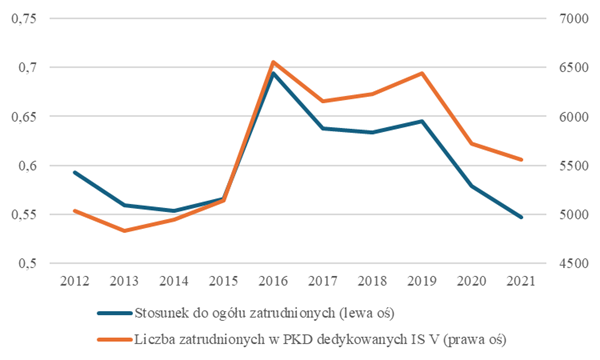 0,75 7000
0,7 6500
0,65 6000
0,6 5500
0,55 5000
0,5 4500
2012 2013 2014 2015 2016 2017 2018 2019 2020 2021
Stosunek do ogółu zatrudnionych (lewa oś)
Liczba zatrudnionych w PKD dedykowanych IS V (prawa oś)